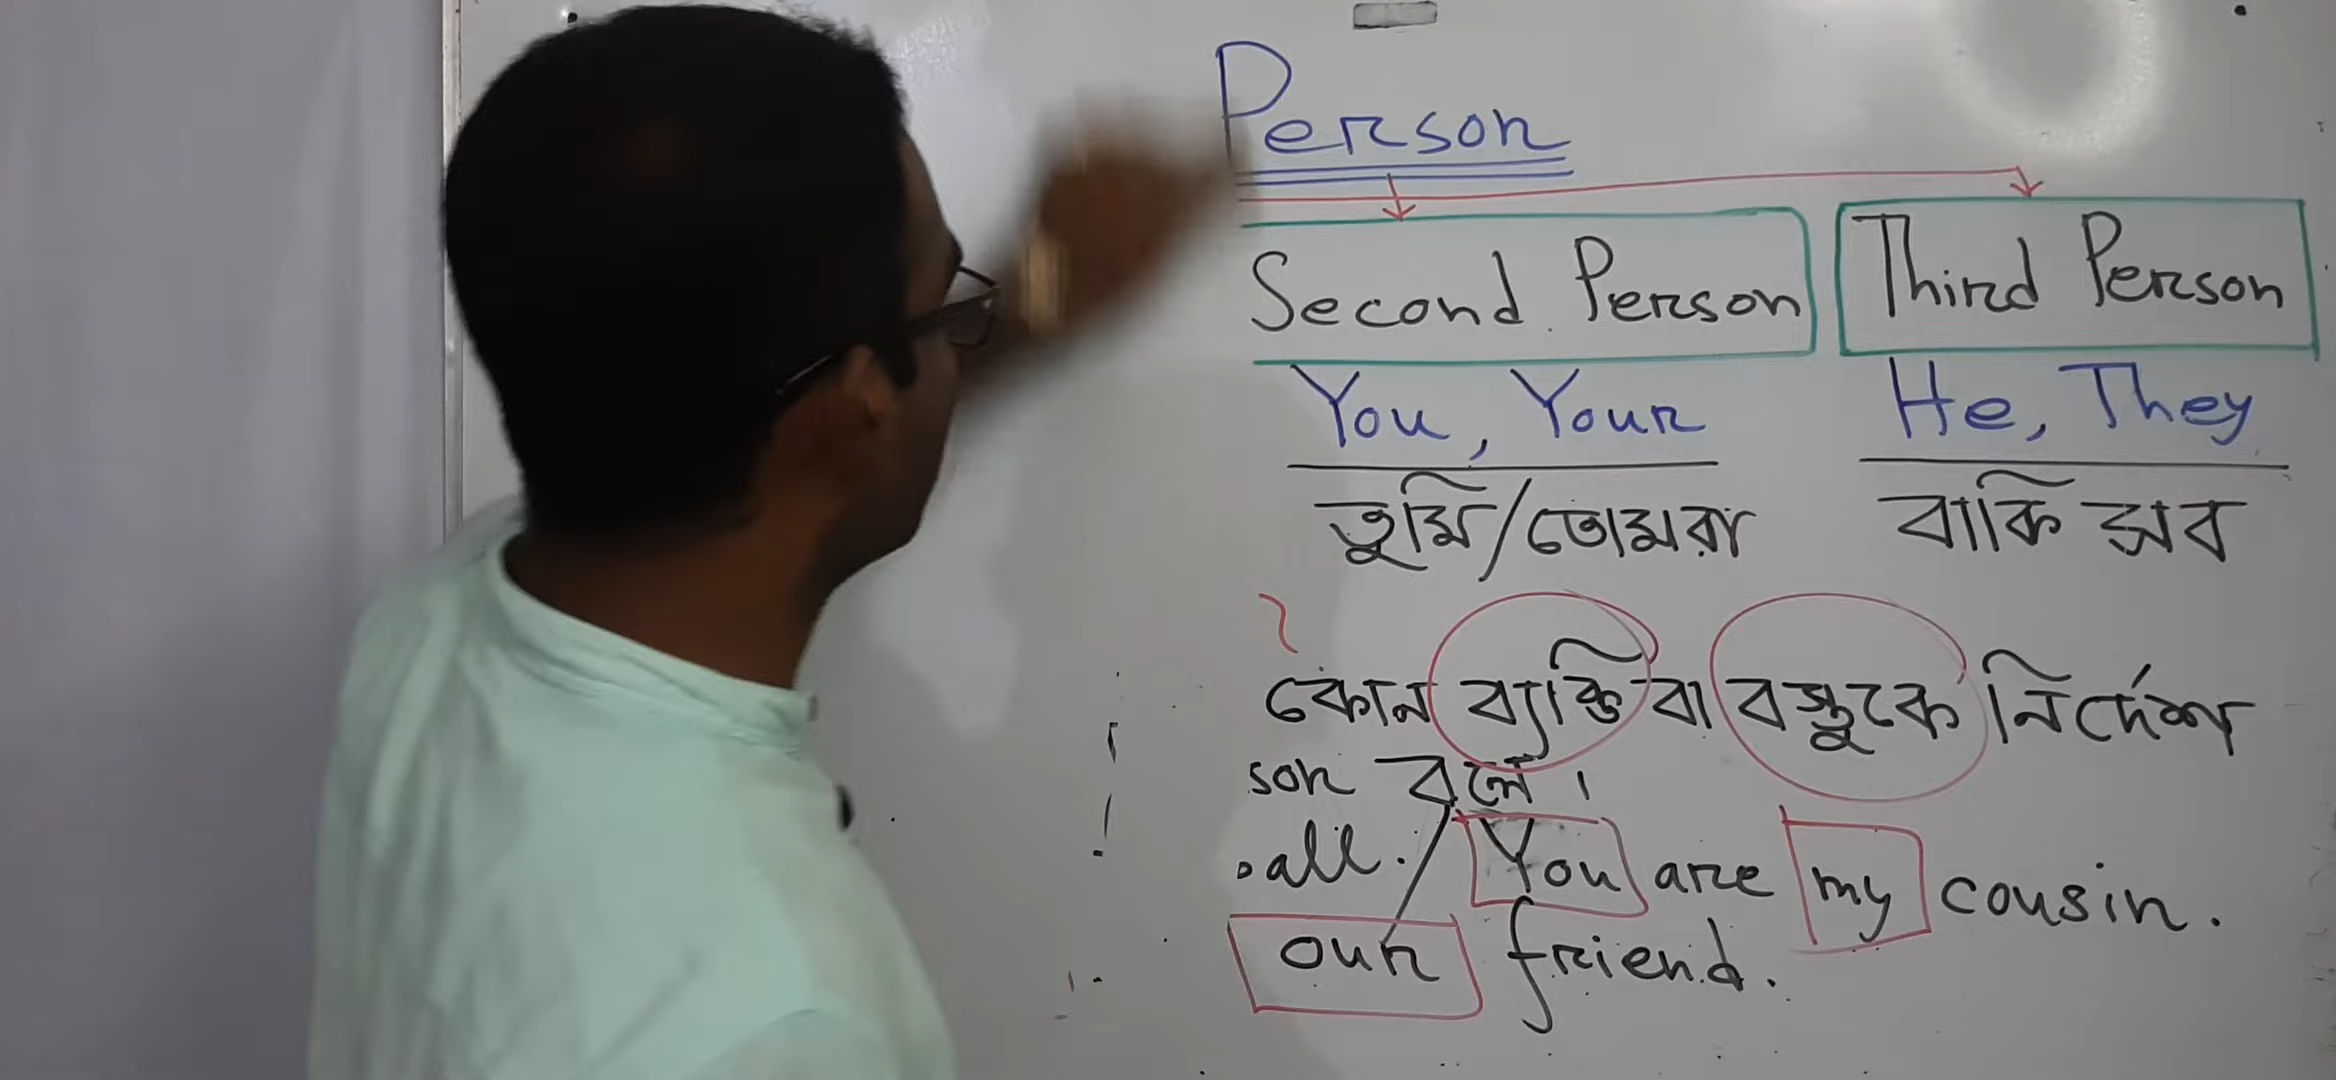 Person
Second Person Third Person
You, Your He, They
তুমি/তোমরা বাকি সব
কোন ব্যক্তি বা বস্তুকে নির্দেশ
son বলে।
all. / You are my cousin.
our friend.